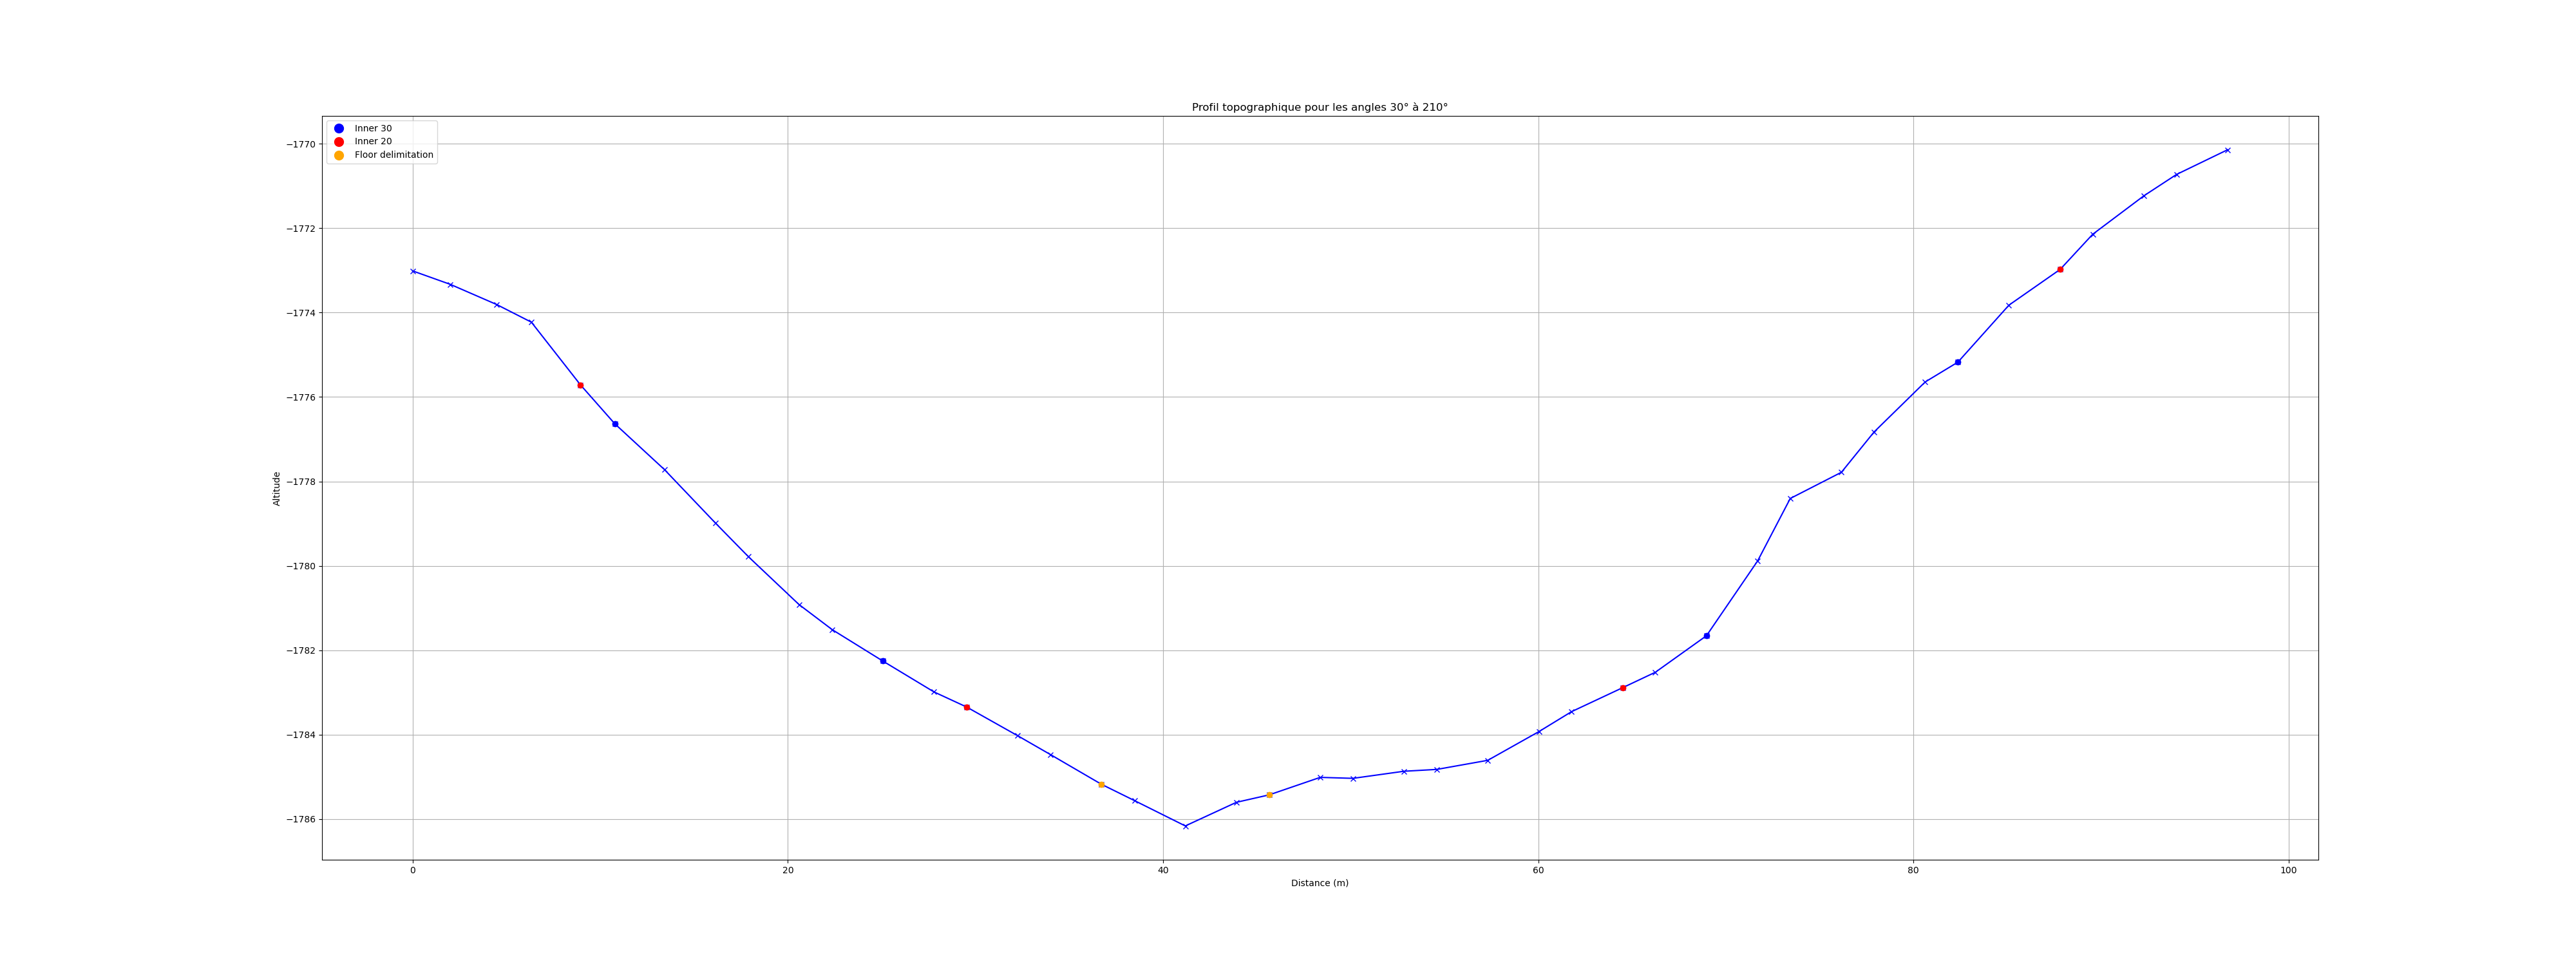 Profil topographique pour les angles 30° à 210°
Inner 30
Inner 20
Floor delimitation
−1770
−1772
−1774
−1776
−1778
−1780
−1782
−1784
−1786
Altitude
0 20 40 60 80 100
Distance (m)